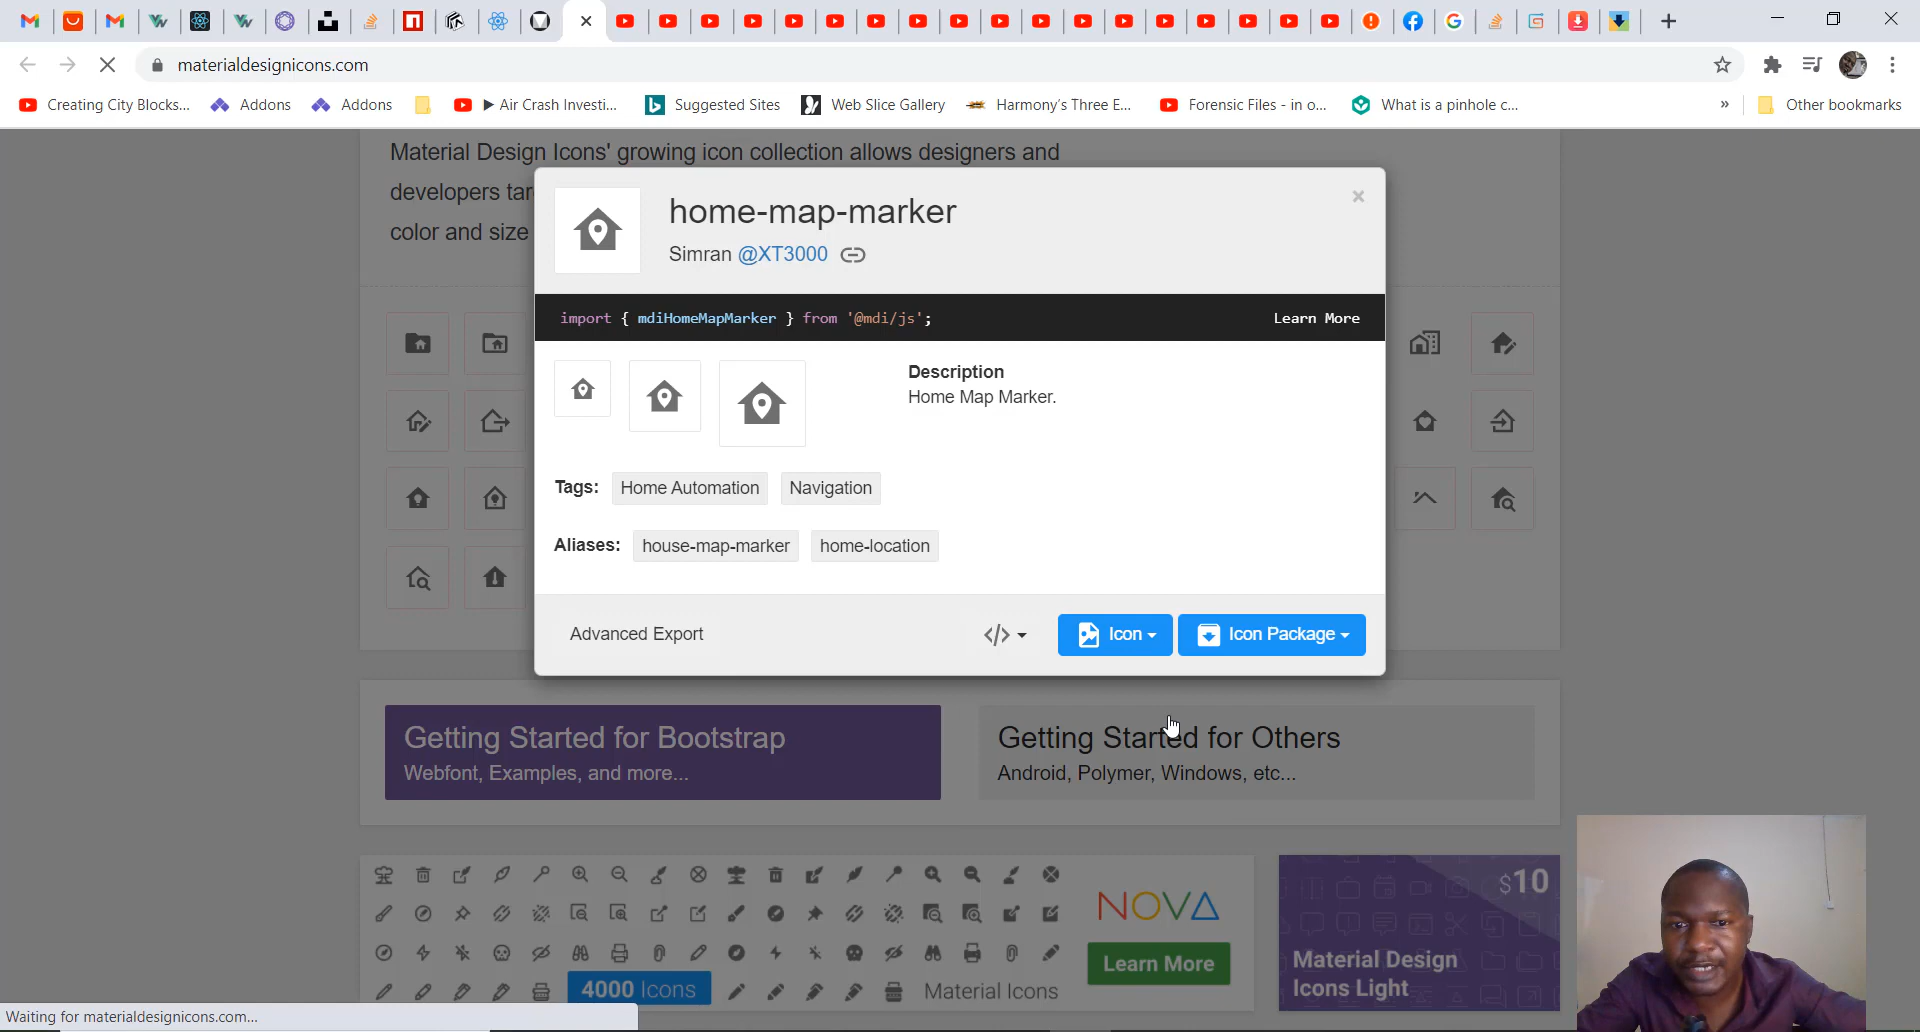 materialdesignicons.com
Creating City Blocks...
Addons
Addons
▶ Air Crash Investi...
Suggested Sites
Web Slice Gallery
Harmony's Three E...
Forensic Files - in o...
What is a pinhole c...
»
Other bookmarks
Material Design Icons' growing icon collection allows designers and
developers tar
color and size
home-map-marker
Simran @XT3000
×
import { mdiHomeMapMarker } from '@mdi/js';
Learn More
Description
Home Map Marker.
Tags: Home Automation Navigation
Aliases: house-map-marker home-location
Advanced Export
</>
Icon
Icon Package
Getting Started for Bootstrap
Webfont, Examples, and more...
Getting Started for Others
Android, Polymer, Windows, etc...
NOVA
Learn More
4000 Icons
Material Icons
$10
Material Design
Icons Light
Waiting for materialdesignicons.com...